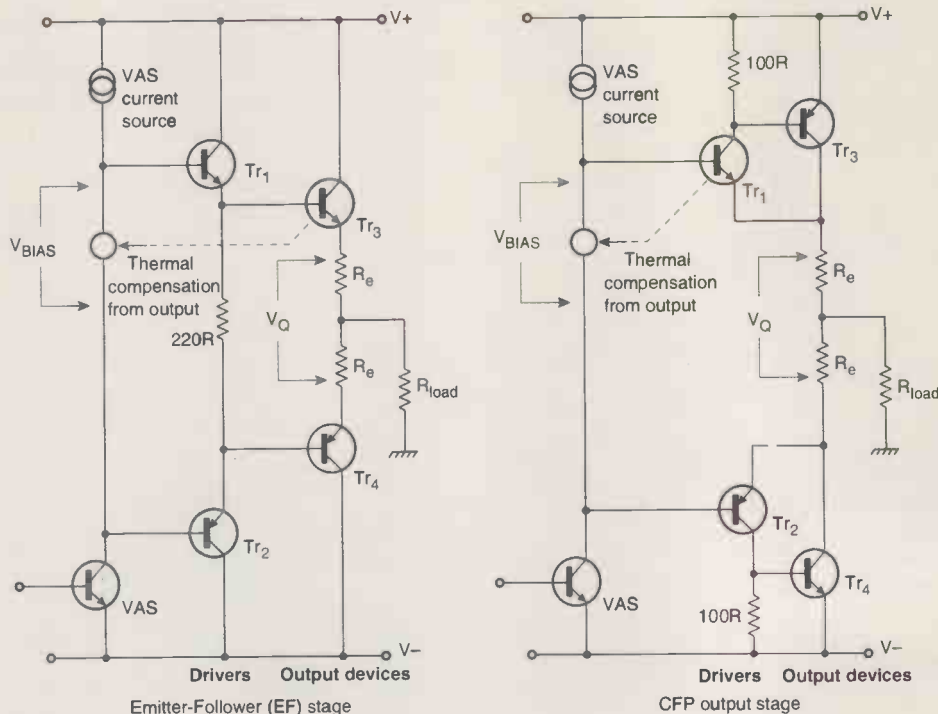 V+
VAS
current
source
Tr1
Tr3
VBIAS
Thermal
compensation
from output
Re
220R
VQ
Re
Rload
Tr4
Tr2
VAS
V−
Drivers Output devices
Emitter-Follower (EF) stage
V+
100R
VAS
current
source
Tr3
Tr1
VBIAS
Thermal
compensation
from output
Re
VQ
Re
Rload
Tr2
Tr4
VAS
100R
V−
Drivers Output devices
CFP output stage